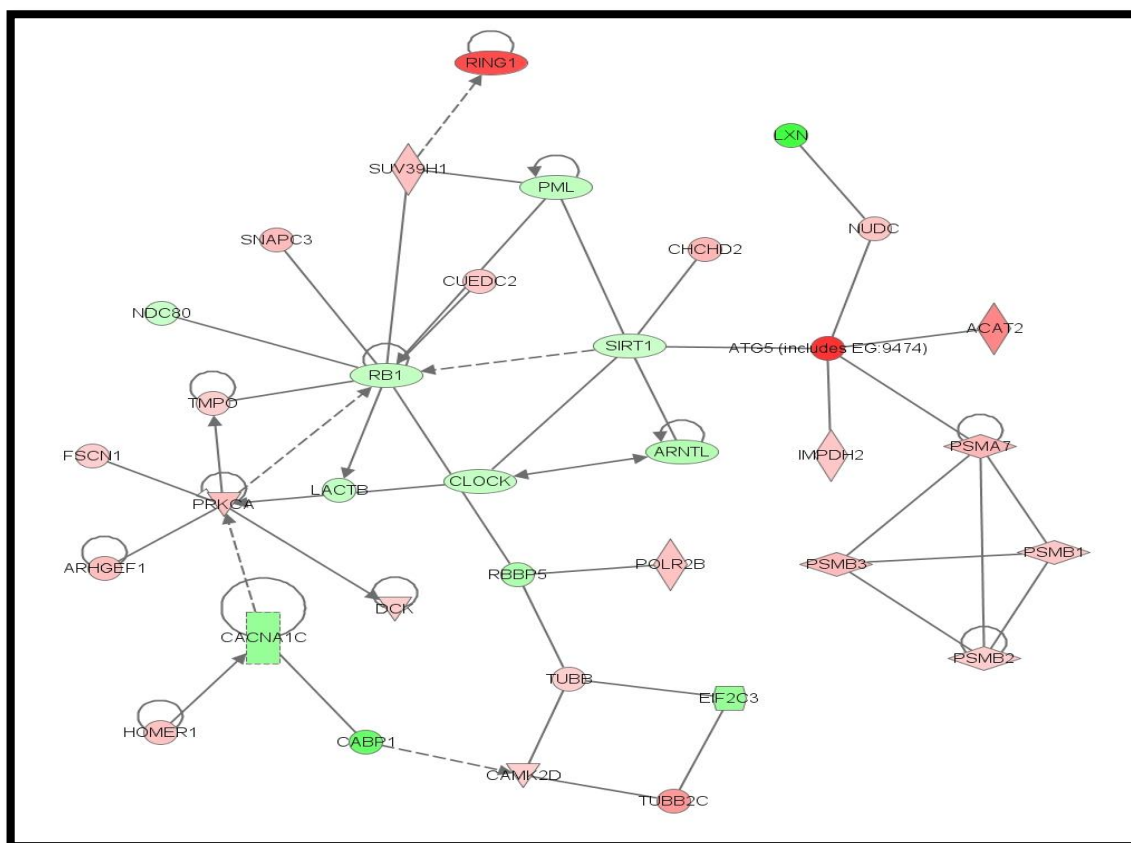 RING1
LXN
SUV39H1
PML
NUDC
SNAPC3
CHCHD2
CUEDC2
NDC80
ACAT2
SIRT1
ATG5 (includes EG:9474)
RB1
TMPO
ARNTL
FSCN1
IMPDH2
PSMA7
CLOCK
LACTB
PRKCA
PSMB1
PSMB3
ARHGEF1
RBBP5
POLR2B
DCK
CACNA1C
PSMB2
TUBB
EIF2C3
HOMER1
CABP1
CAMK2D
TUBB2C